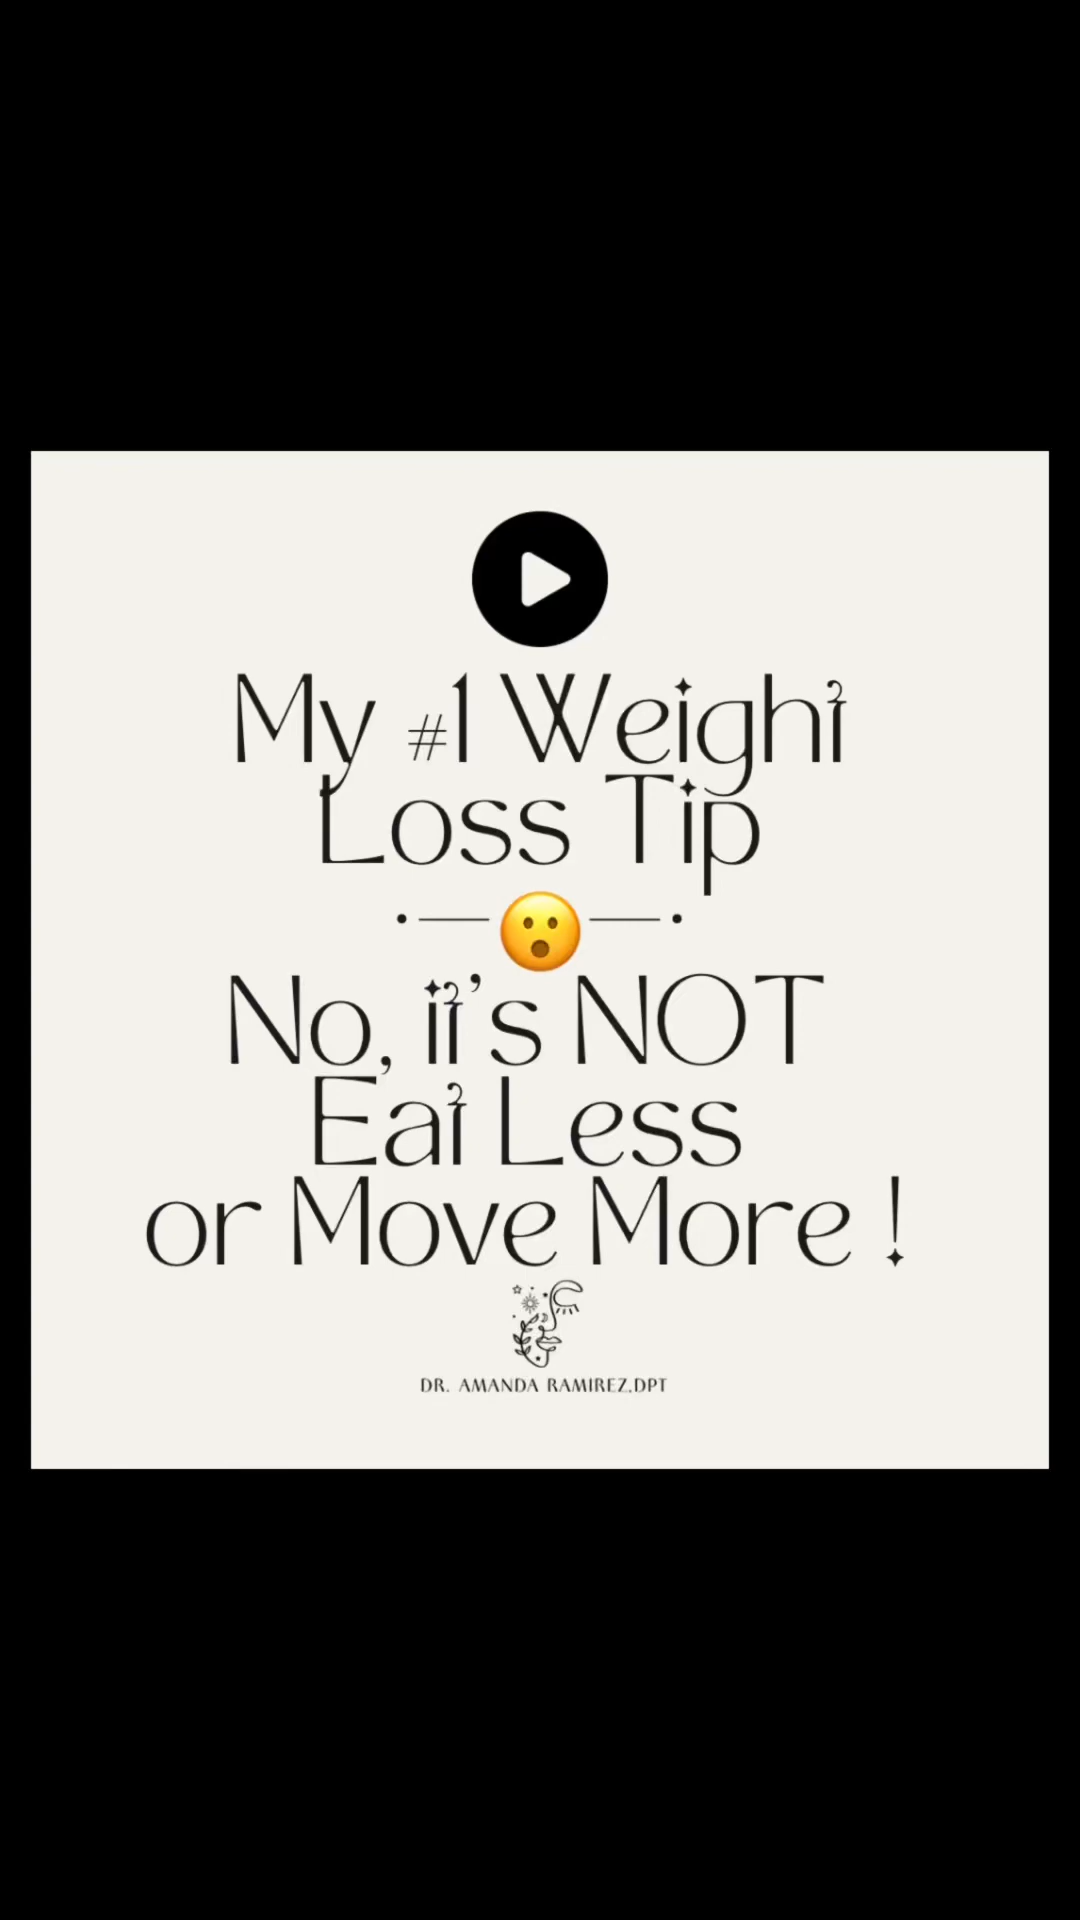 My #1 Weight
Loss Tip
😮
No, it's NOT
Eat Less
or Move More !
DR. AMANDA RAMIREZ,DPT